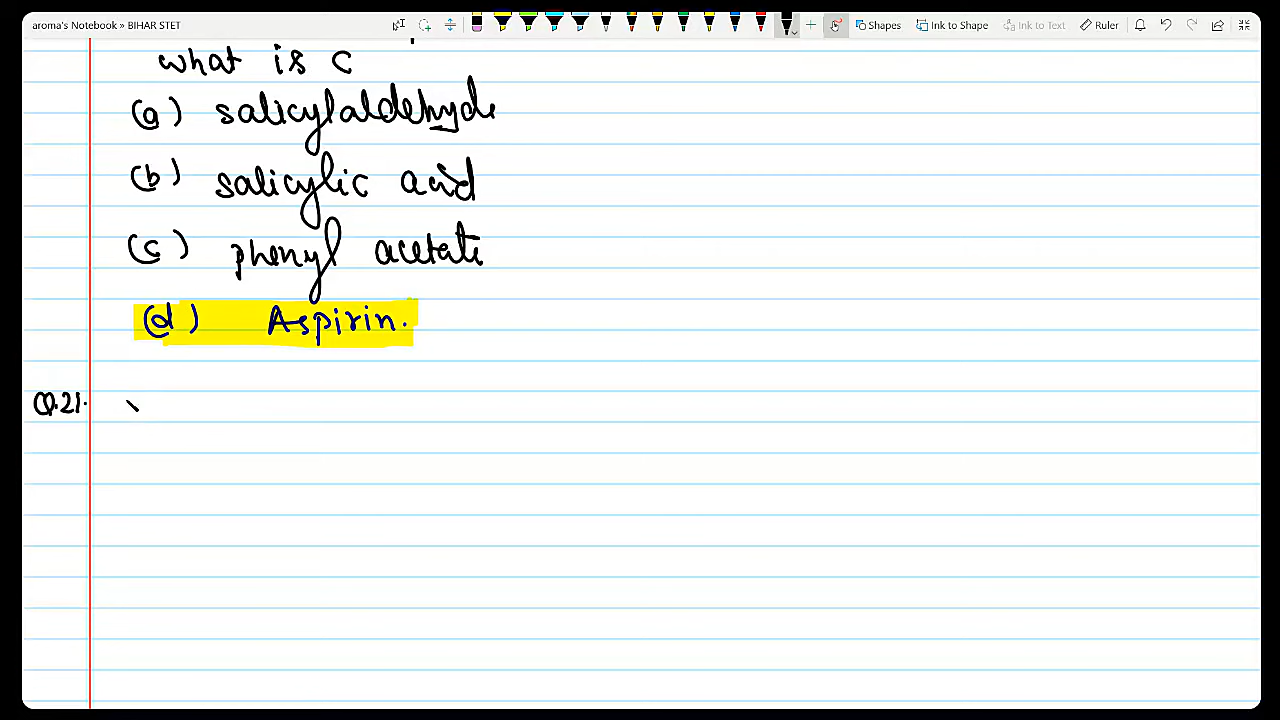 aroma's Notebook » BIHAR STET
Shapes Ink to Shape Ink to Text Ruler
what is c
(a) salicylaldehyde
(b) salicylic acid
(c) phenyl acetate
(d) Aspirin.
Q.21.